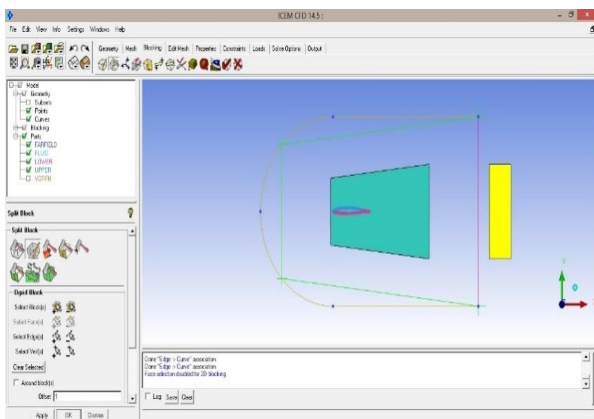 ICEM CFD 14.5 :
File Edit View Info Settings Windows Help
Geometry Mesh Blocking Edit Mesh Properties Constraints Loads Solve Options Output
Model
Geometry
Subsets
Points
Curves
Blocking
Parts
FARFIELD
FLUID
LOWER
UPPER
VORFN
Split Block
Split Block
Ogrid Block
Select Block(s)
Select Face(s)
Select Edge(s)
Select Vert(s)
Clear Selected
Around block(s)
Offset 1
Apply OK Dismiss
Done "Edge -> Curve" association
Done "Edge -> Curve" association
Face selection disabled for 2D blocking
Log Save Clear